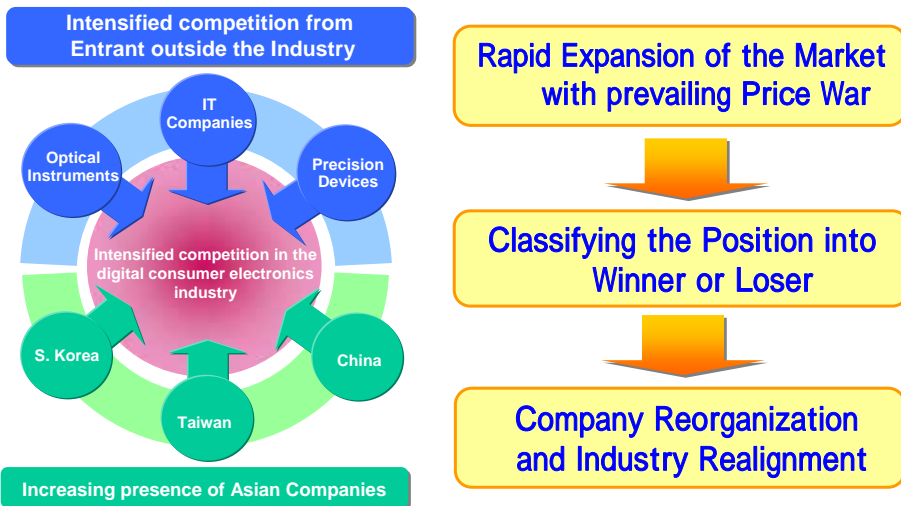 Intensified competition from
Entrant outside the Industry
IT
Companies
Optical
Instruments
Precision
Devices
Intensified competition in the
digital consumer electronics
industry
S. Korea
China
Taiwan
Increasing presence of Asian Companies
Rapid Expansion of the Market
with prevailing Price War
Classifying the Position into
Winner or Loser
Company Reorganization
and Industry Realignment